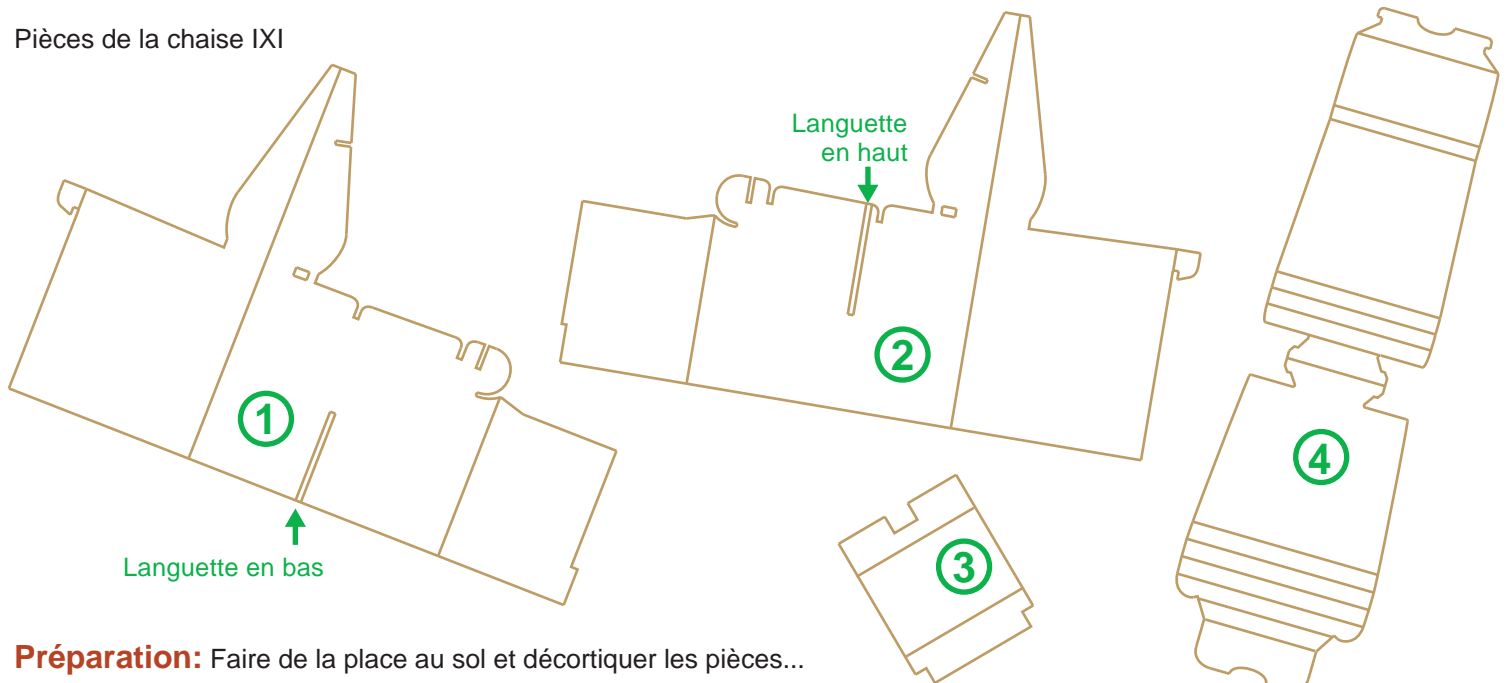 Pièces de la chaise IXI
Languette
en haut
2
1
4
3
Languette en bas
Préparation: Faire de la place au sol et décortiquer les pièces...